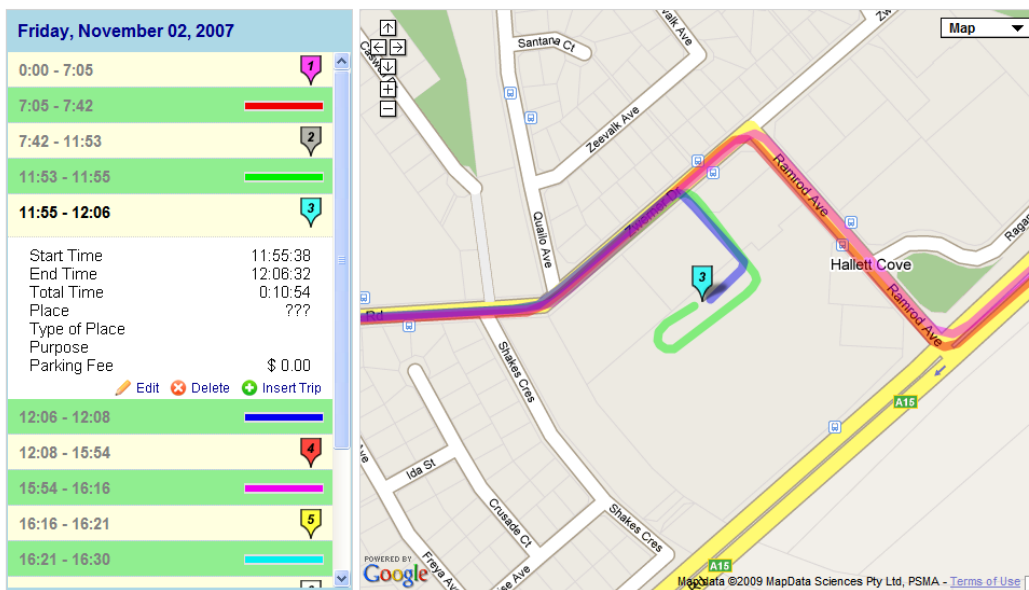 Friday, November 02, 2007
0:00 - 7:05
1
7:05 - 7:42
7:42 - 11:53
2
11:53 - 11:55
11:55 - 12:06
3
Start Time 11:55:38
End Time 12:06:32
Total Time 0:10:54
Place ???
Type of Place
Purpose
Parking Fee $ 0.00
Edit Delete Insert Trip
12:06 - 12:08
12:08 - 15:54
4
15:54 - 16:16
16:16 - 16:21
5
16:21 - 16:30
Map
Santana Ct
Zeevalk Ave
Quailo Ave
Zwerner
Ramrod Ave
Hallett Cove
3
Rd
Ramrod Ave
Shakes Cres
A15
Ida St
Crusade Ct
Shakes Cres
Freya Ave
A15
POWERED BY
Google
Map data ©2009 MapData Sciences Pty Ltd, PSMA - Terms of Use